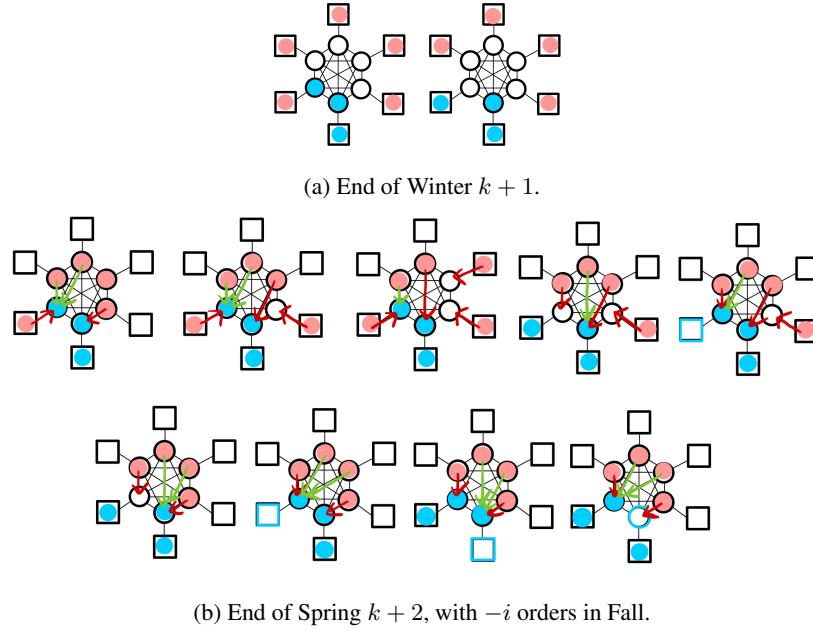 (a) End of Winter k + 1.
(b) End of Spring k + 2, with −i orders in Fall.